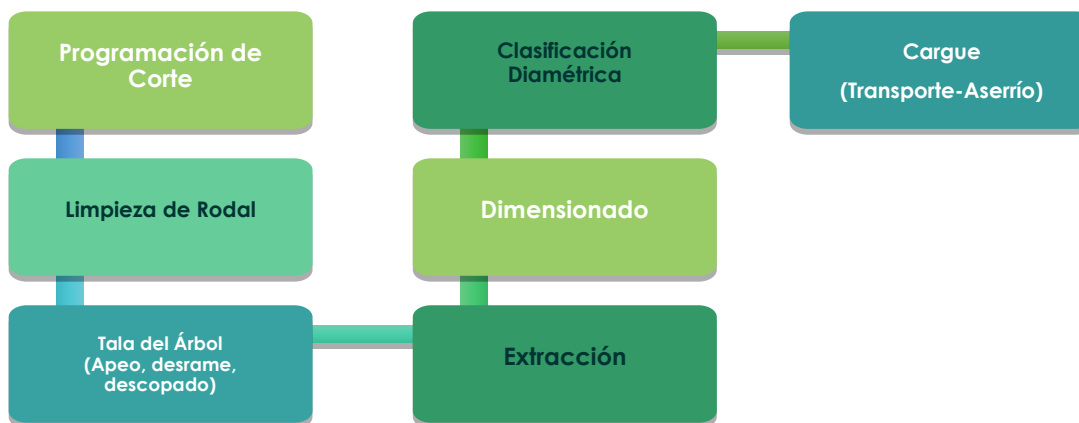 Programación de
Corte
Limpieza de Rodal
Tala del Árbol
(Apeo, desrame,
descopado)
Extracción
Dimensionado
Clasificación
Diamétrica
Cargue
(Transporte-Aserrío)